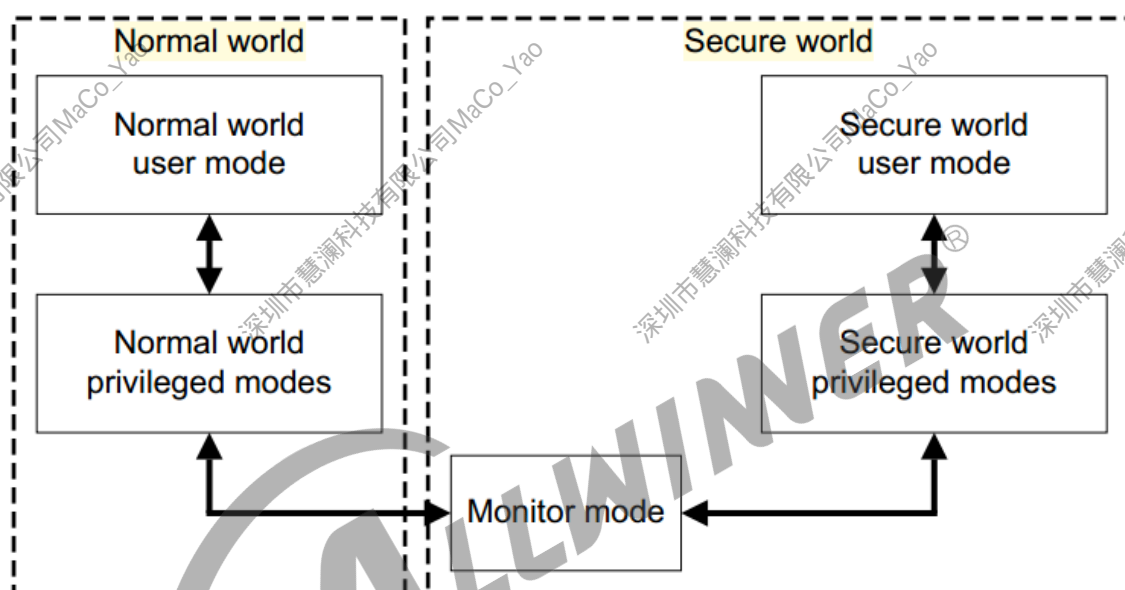 Normal world
Secure world
Normal world
user mode
Secure world
user mode
Normal world
privileged modes
Secure world
privileged modes
Monitor mode
ALLWINNER®
限公司MaCo_Yao
深圳市慧澜科技有限公司MaCo_Yao
深圳市慧澜科技有限公司MaCo_Yao
深圳市慧澜